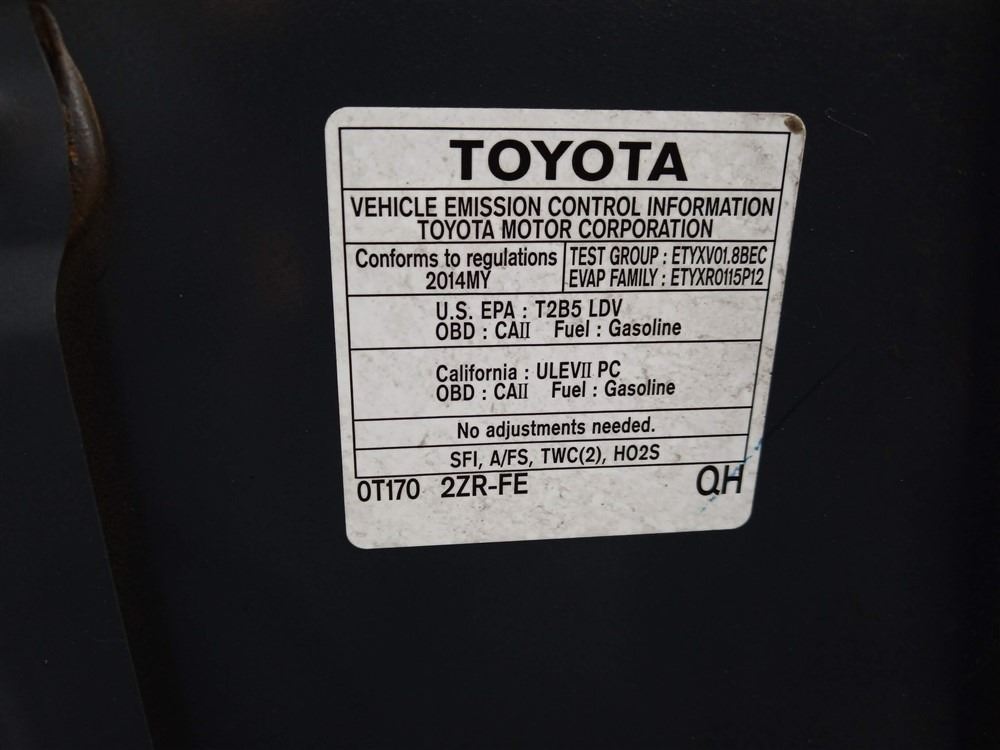 TOYOTA
VEHICLE EMISSION CONTROL INFORMATION
TOYOTA MOTOR CORPORATION
Conforms to regulations
2014MY
TEST GROUP : ETYXV01.8BEC
EVAP FAMILY : ETYXR0115P12
U.S. EPA : T2B5 LDV
OBD : CAII Fuel : Gasoline
California : ULEVII PC
OBD : CAII Fuel : Gasoline
No adjustments needed.
SFI, A/FS, TWC(2), HO2S
0T170 2ZR-FE QH